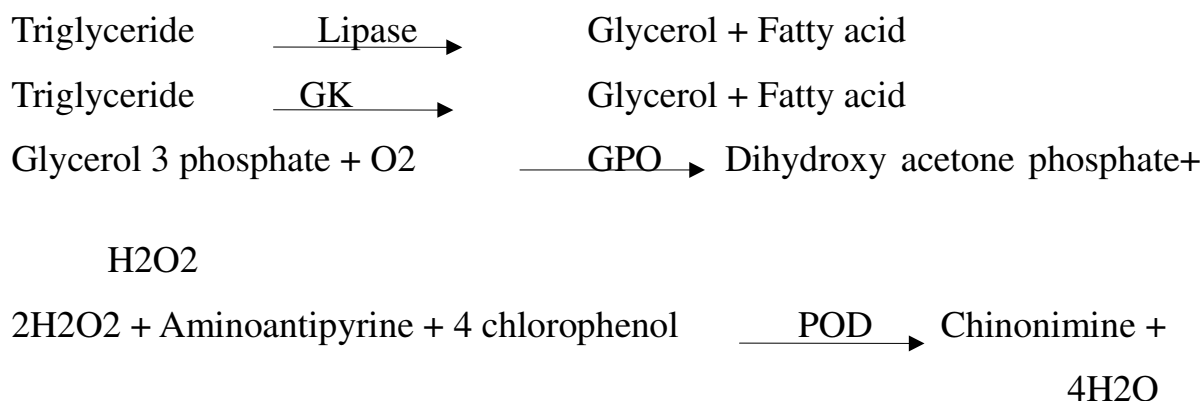 Triglyceride Lipase Glycerol + Fatty acid
Triglyceride GK Glycerol + Fatty acid
Glycerol 3 phosphate + O2 GPO Dihydroxy acetone phosphate+
H2O2
2H2O2 + Aminoantipyrine + 4 chlorophenol POD Chinonimine +
4H2O